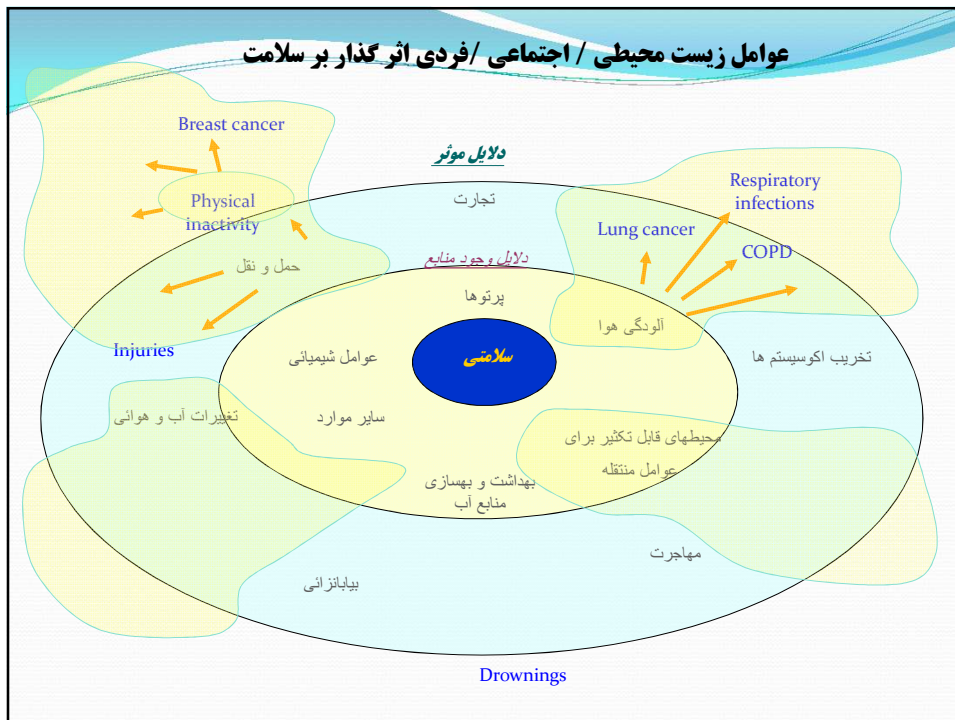 عوامل زیست محیطی / اجتماعی /فردی اثر گذار بر سلامت
Breast cancer
دلایل موثر
Respiratory
infections
Physical
inactivity
تجارت
Lung cancer
COPD
دلایل وجود منابع
حمل و نقل
پرتوها
آلودگی هوا
Injuries
عوامل شیمیائی
سلامتی
تخریب اکوسیستم ها
تغییرات آب و هوائی
سایر موارد
محیطهای قابل تکثیر برای
عوامل منتقله
بهداشت و بهسازی
منابع آب
مهاجرت
بیابانزائی
Drownings